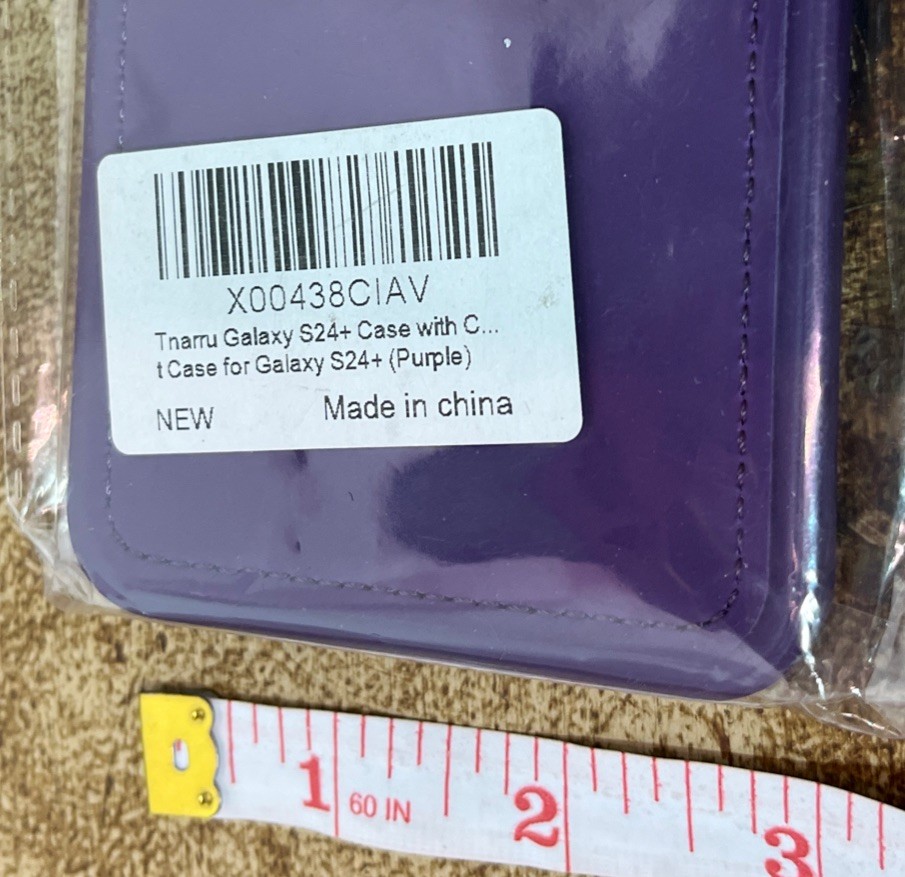 X00438CIAV
Tnarru Galaxy S24+ Case with C...
t Case for Galaxy S24+ (Purple)
NEW
Made in china
1
60 IN
2
3